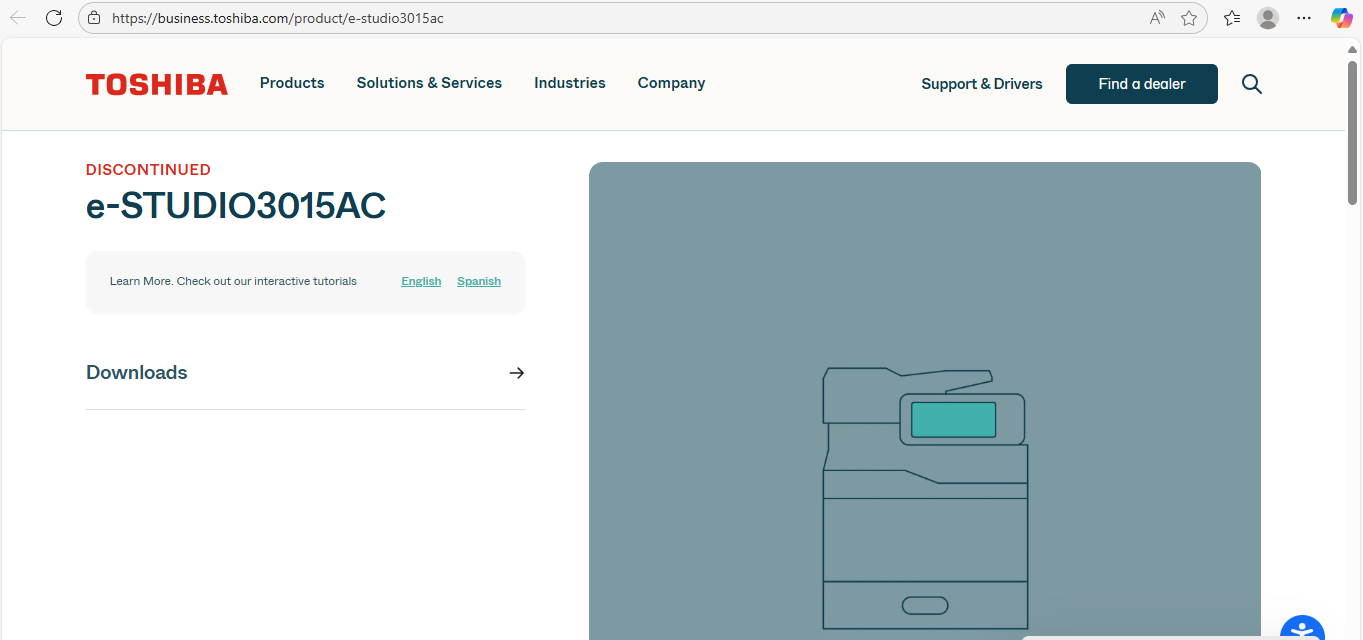 https://business.toshiba.com/product/e-studio3015ac
TOSHIBA
Products Solutions & Services Industries Company
Support & Drivers Find a dealer
DISCONTINUED
e-STUDIO3015AC
Learn More. Check out our interactive tutorials English Spanish
Downloads